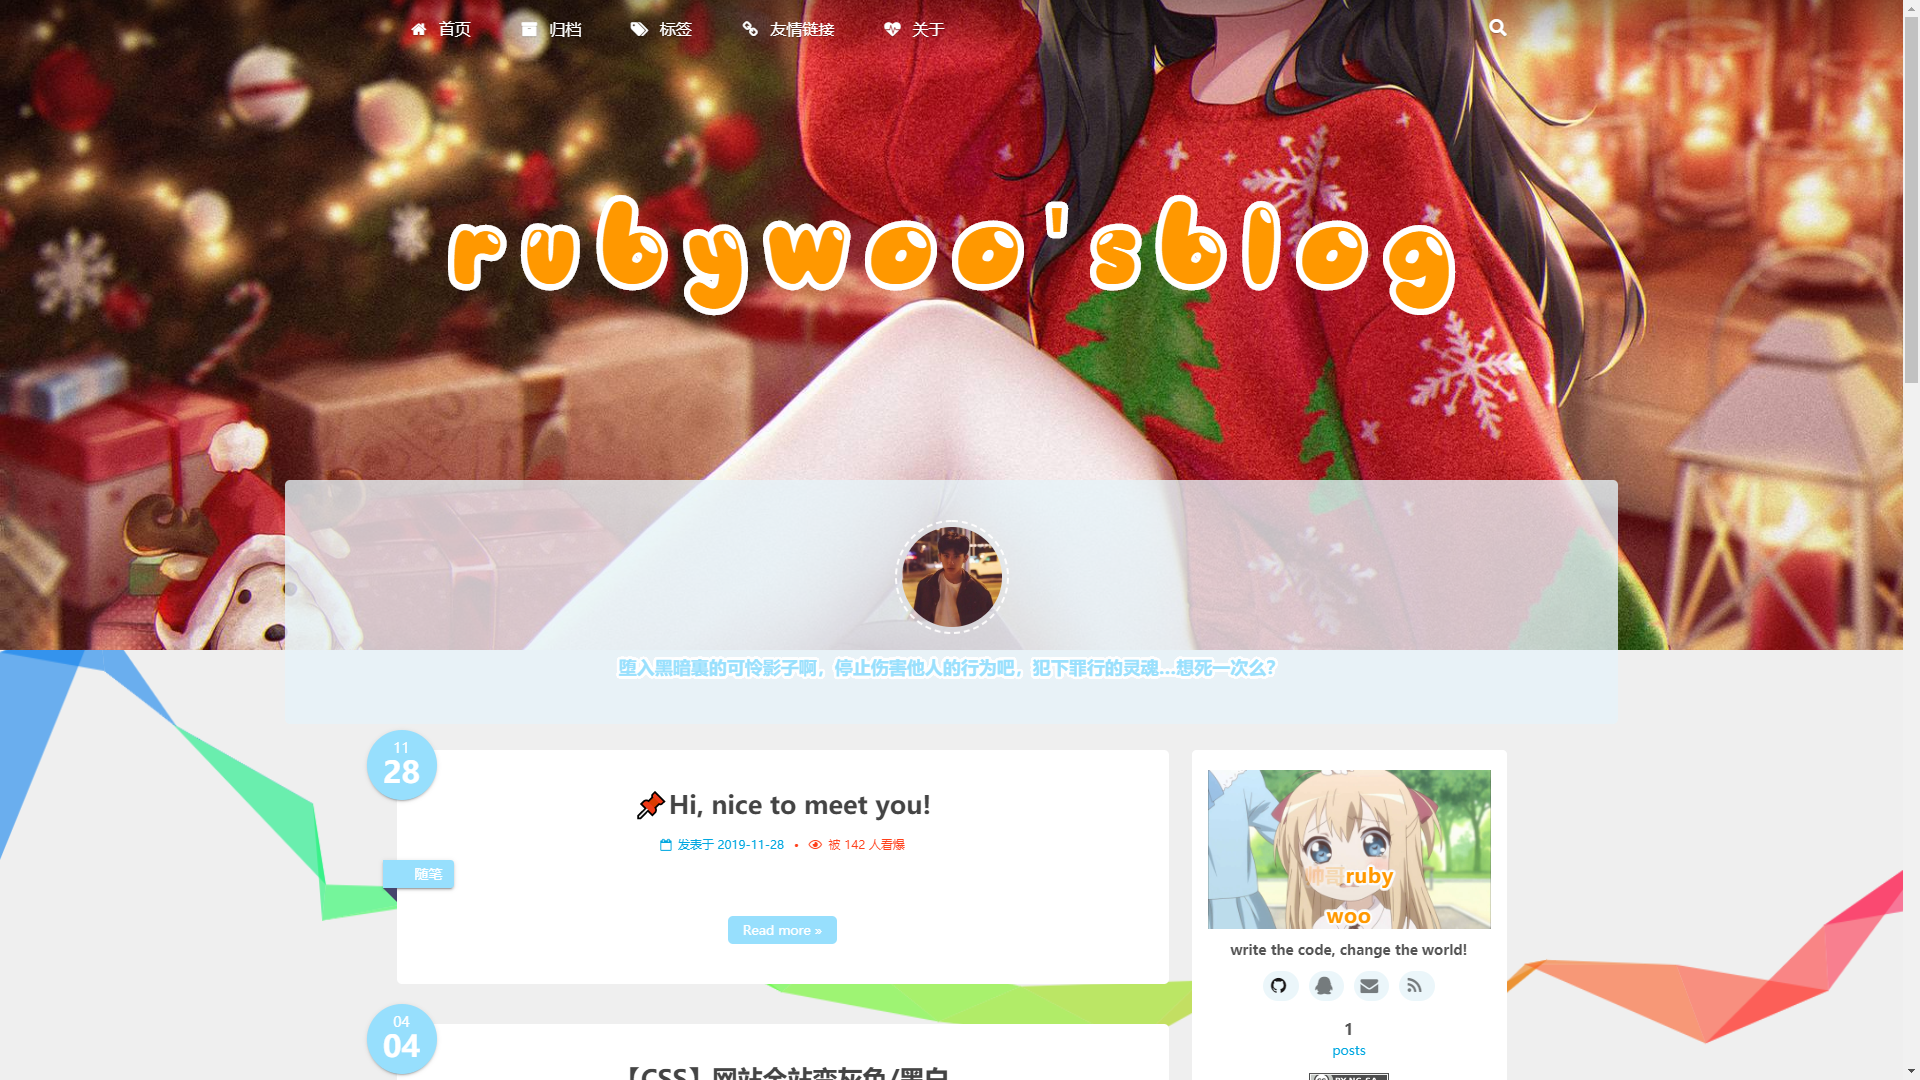 首页
归档
标签
友情链接
关于
rubywoo'sblog
堕入黑暗裏的可怜影子啊，停止伤害他人的行为吧，犯下罪行的灵魂...想死一次么?
11
28
Hi, nice to meet you!
发表于 2019-11-28 • 被 142 人看爆
随笔
Read more »
帅哥ruby
woo
write the code, change the world!
1
posts
04
04
【CSS】网站全站变灰色/黑白